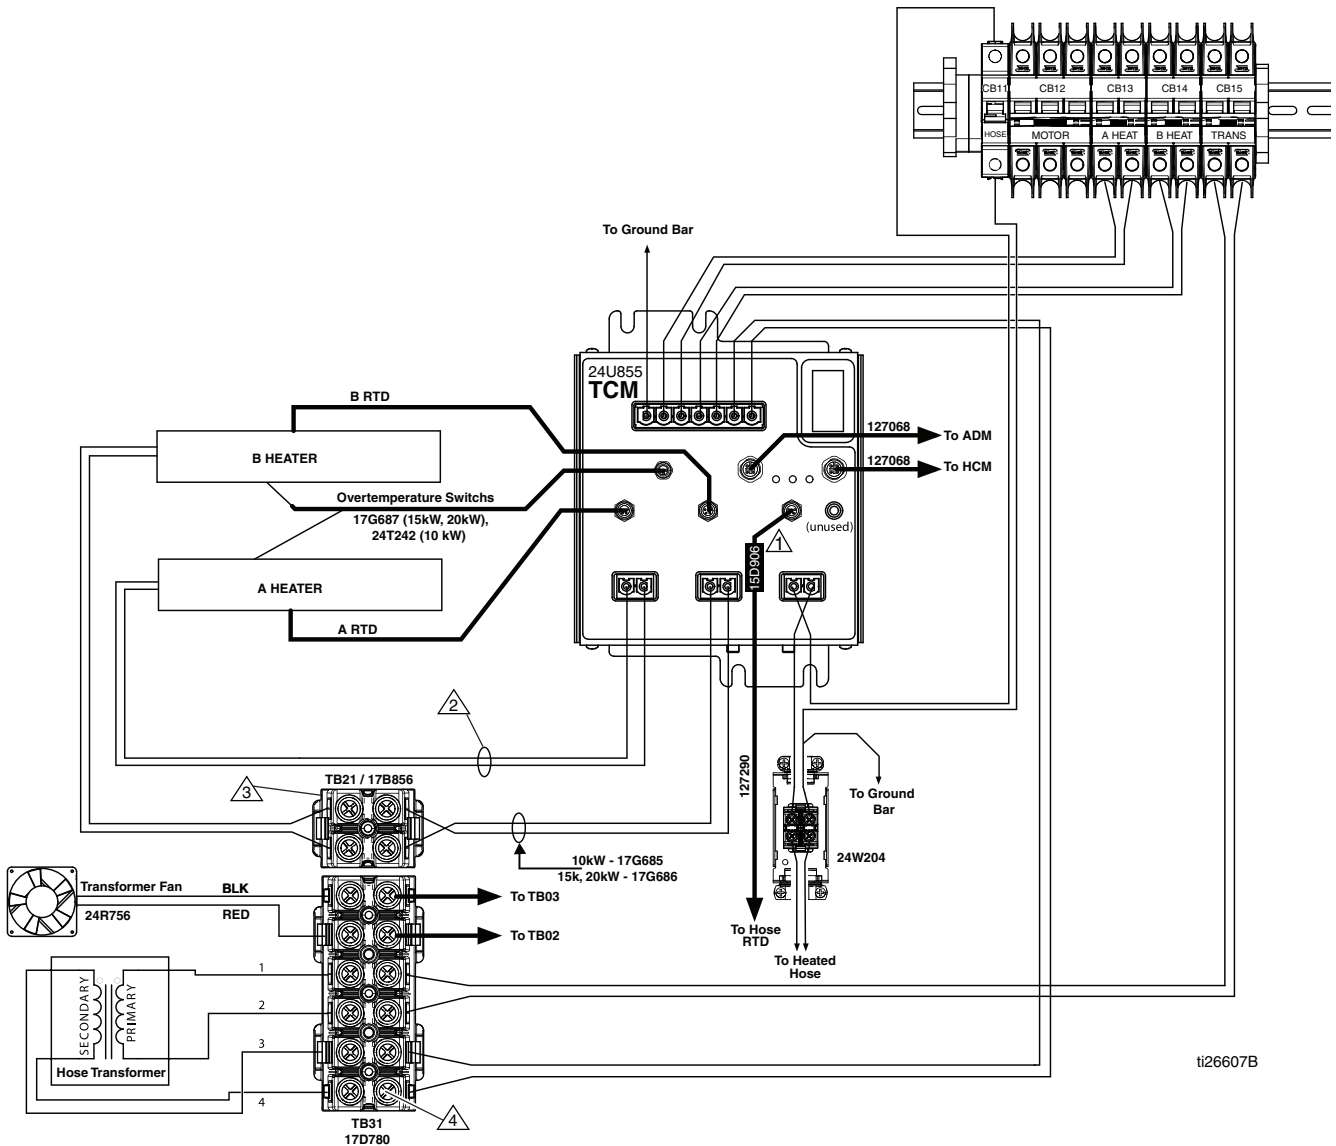 CB11
CB12
CB13
CB14
CB15
HOSE
MOTOR
A HEAT
B HEAT
TRANS
To Ground Bar
24U855
TCM
B RTD
127068
To ADM
B HEATER
127068
To HCM
Overtemperature Switchs
17G687 (15kW, 20kW),
24T242 (10 kW)
(unused)
1
15D906
A HEATER
A RTD
2
127290
TB21 / 17B856
3
To Ground
Bar
10kW - 17G685
15k, 20kW - 17G686
24W204
Transformer Fan
BLK
To TB03
24R756
RED
To TB02
To Hose
RTD
To Heated
Hose
1
SECONDARY
PRIMARY
2
3
Hose Transformer
4
4
TB31
17D780
ti26607B